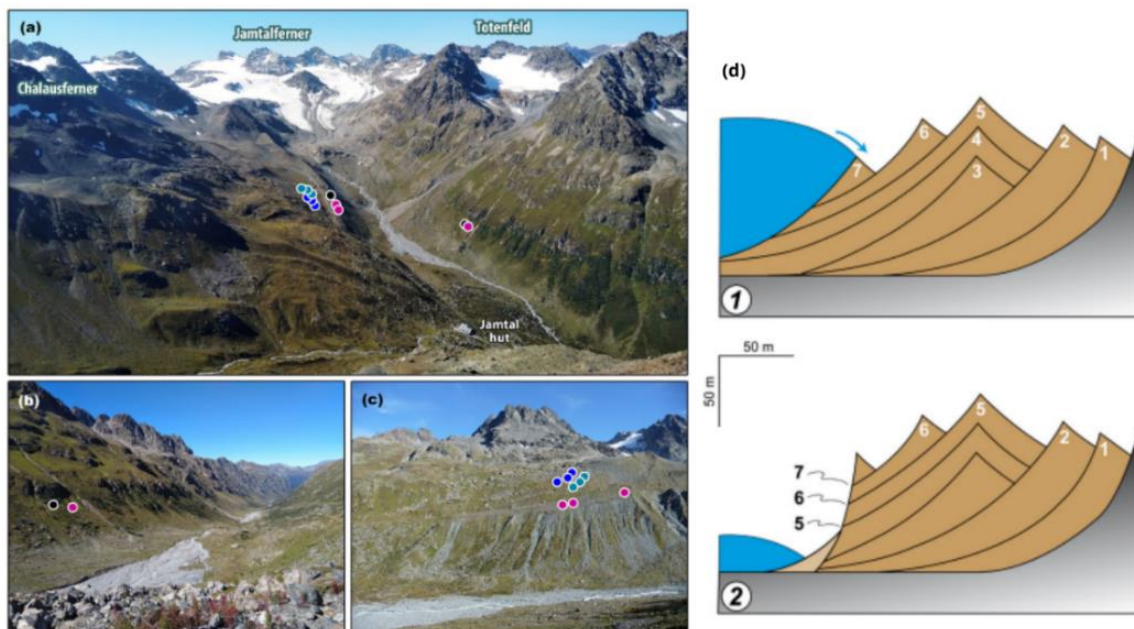 (a)
Jamtalferner
Totenfeld
Chalausferner
Jamtal
hut
(b)
(c)
(d)
5
6
4
2
1
7
3
1
50 m
50 m
5
6
2
1
7
6
5
2